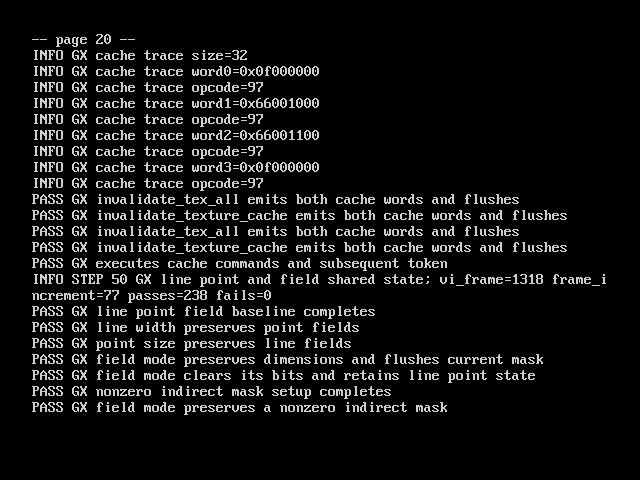 -- page 20 --
INFO GX cache trace size=32
INFO GX cache trace word0=0x0f000000
INFO GX cache trace opcode=97
INFO GX cache trace word1=0x66001000
INFO GX cache trace opcode=97
INFO GX cache trace word2=0x66001100
INFO GX cache trace opcode=97
INFO GX cache trace word3=0x0f000000
INFO GX cache trace opcode=97
PASS GX invalidate_tex_all emits both cache words and flushes
PASS GX invalidate_texture_cache emits both cache words and flushes
PASS GX invalidate_tex_all emits both cache words and flushes
PASS GX invalidate_texture_cache emits both cache words and flushes
PASS GX executes cache commands and subsequent token
INFO STEP 50 GX line point and field shared state; vi_frame=1318 frame_i
ncrement=77 passes=238 fails=0
PASS GX line point field baseline completes
PASS GX line width preserves point fields
PASS GX point size preserves line fields
PASS GX field mode preserves dimensions and flushes current mask
PASS GX field mode clears its bits and retains line point state
PASS GX nonzero indirect mask setup completes
PASS GX field mode preserves a nonzero indirect mask